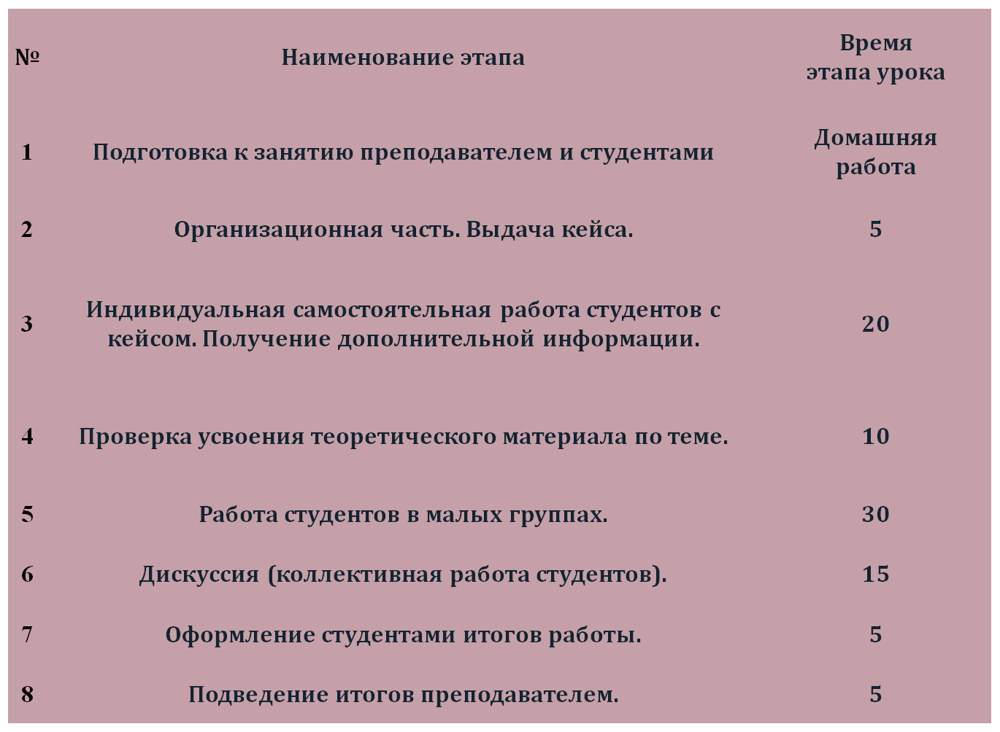 № Наименование этапа Время
этапа урока
1 Подготовка к занятию преподавателем и студентами Домашняя
работа
2 Организационная часть. Выдача кейса. 5
3 Индивидуальная самостоятельная работа студентов с
кейсом. Получение дополнительной информации. 20
4 Проверка усвоения теоретического материала по теме. 10
5 Работа студентов в малых группах. 30
6 Дискуссия (коллективная работа студентов). 15
7 Оформление студентами итогов работы. 5
8 Подведение итогов преподавателем. 5